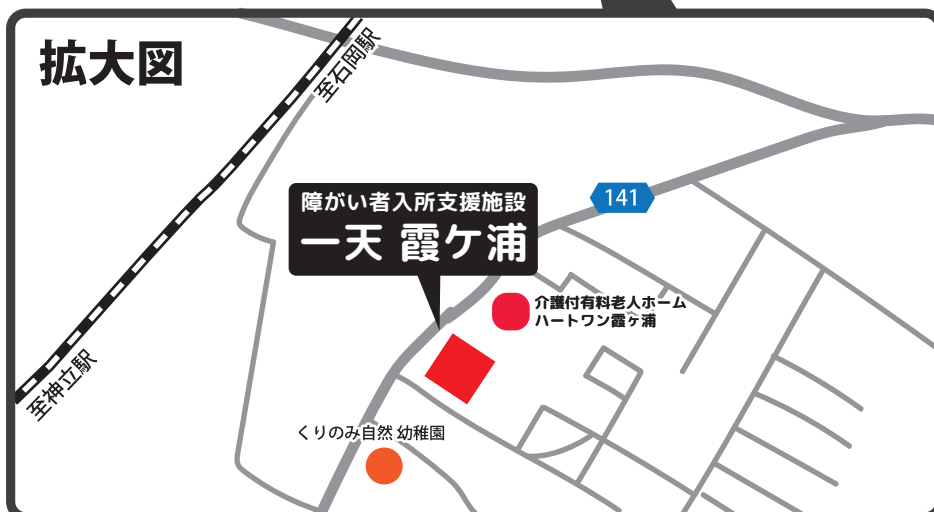 拡大図
至石岡駅
障がい者入所支援施設
一天 霞ケ浦
141
介護付有料老人ホーム
ハートワン霞ヶ浦
至神立駅
くりのみ自然幼稚園